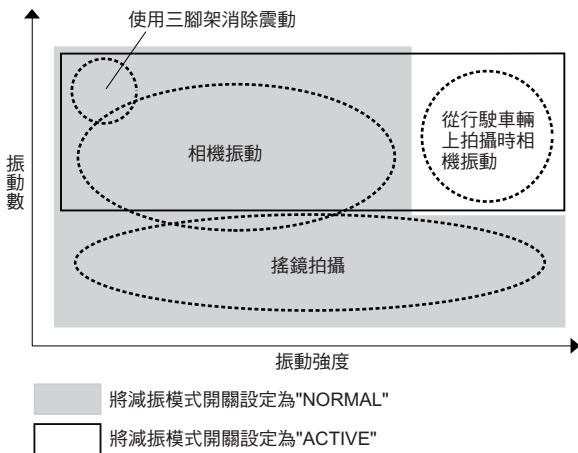 使用三腳架消除震動
從行駛車輛
上拍攝時相
機振動
相機振動
振動數
搖鏡拍攝
振動強度
將減振模式開關設定為"NORMAL"
將減振模式開關設定為"ACTIVE"